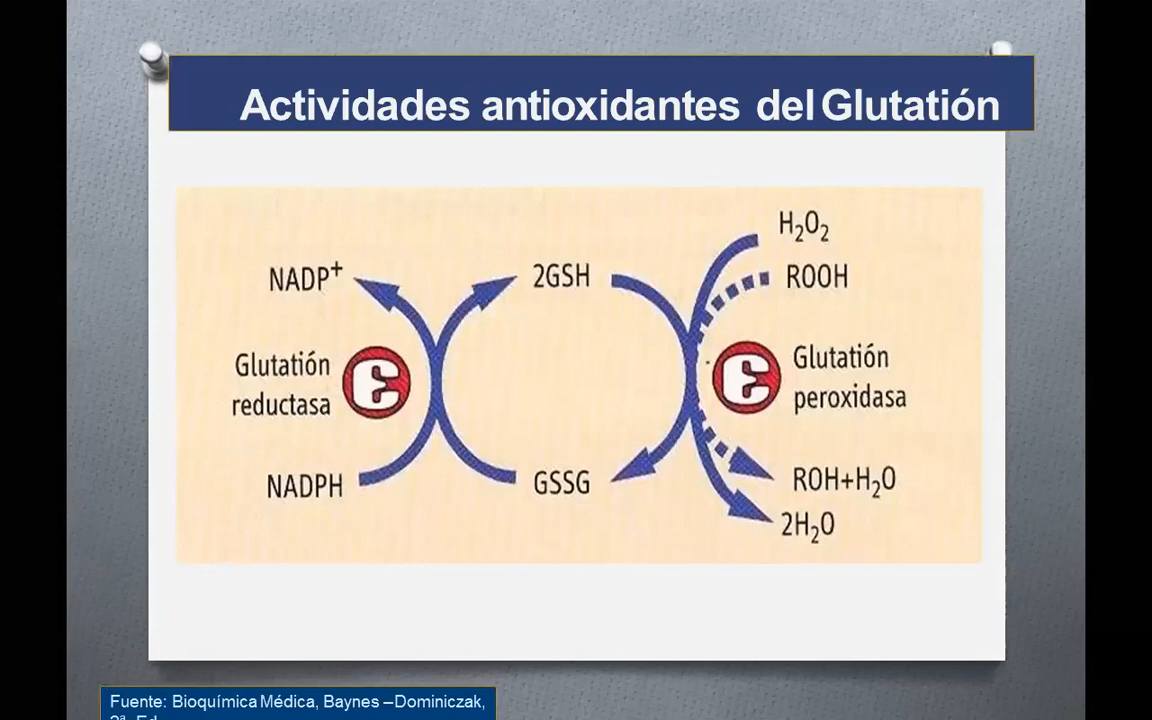 Actividades antioxidantes del Glutatión
H₂O₂
NADP⁺
2GSH
ROOH
Glutatión
reductasa
Glutatión
peroxidasa
NADPH
GSSG
ROH+H₂O
2H₂O
Fuente: Bioquímica Médica, Baynes –Dominiczak,